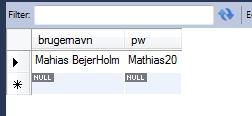 Filter:
brugernavn pw
Mahias BejerHolm Mathias20
NULL NULL